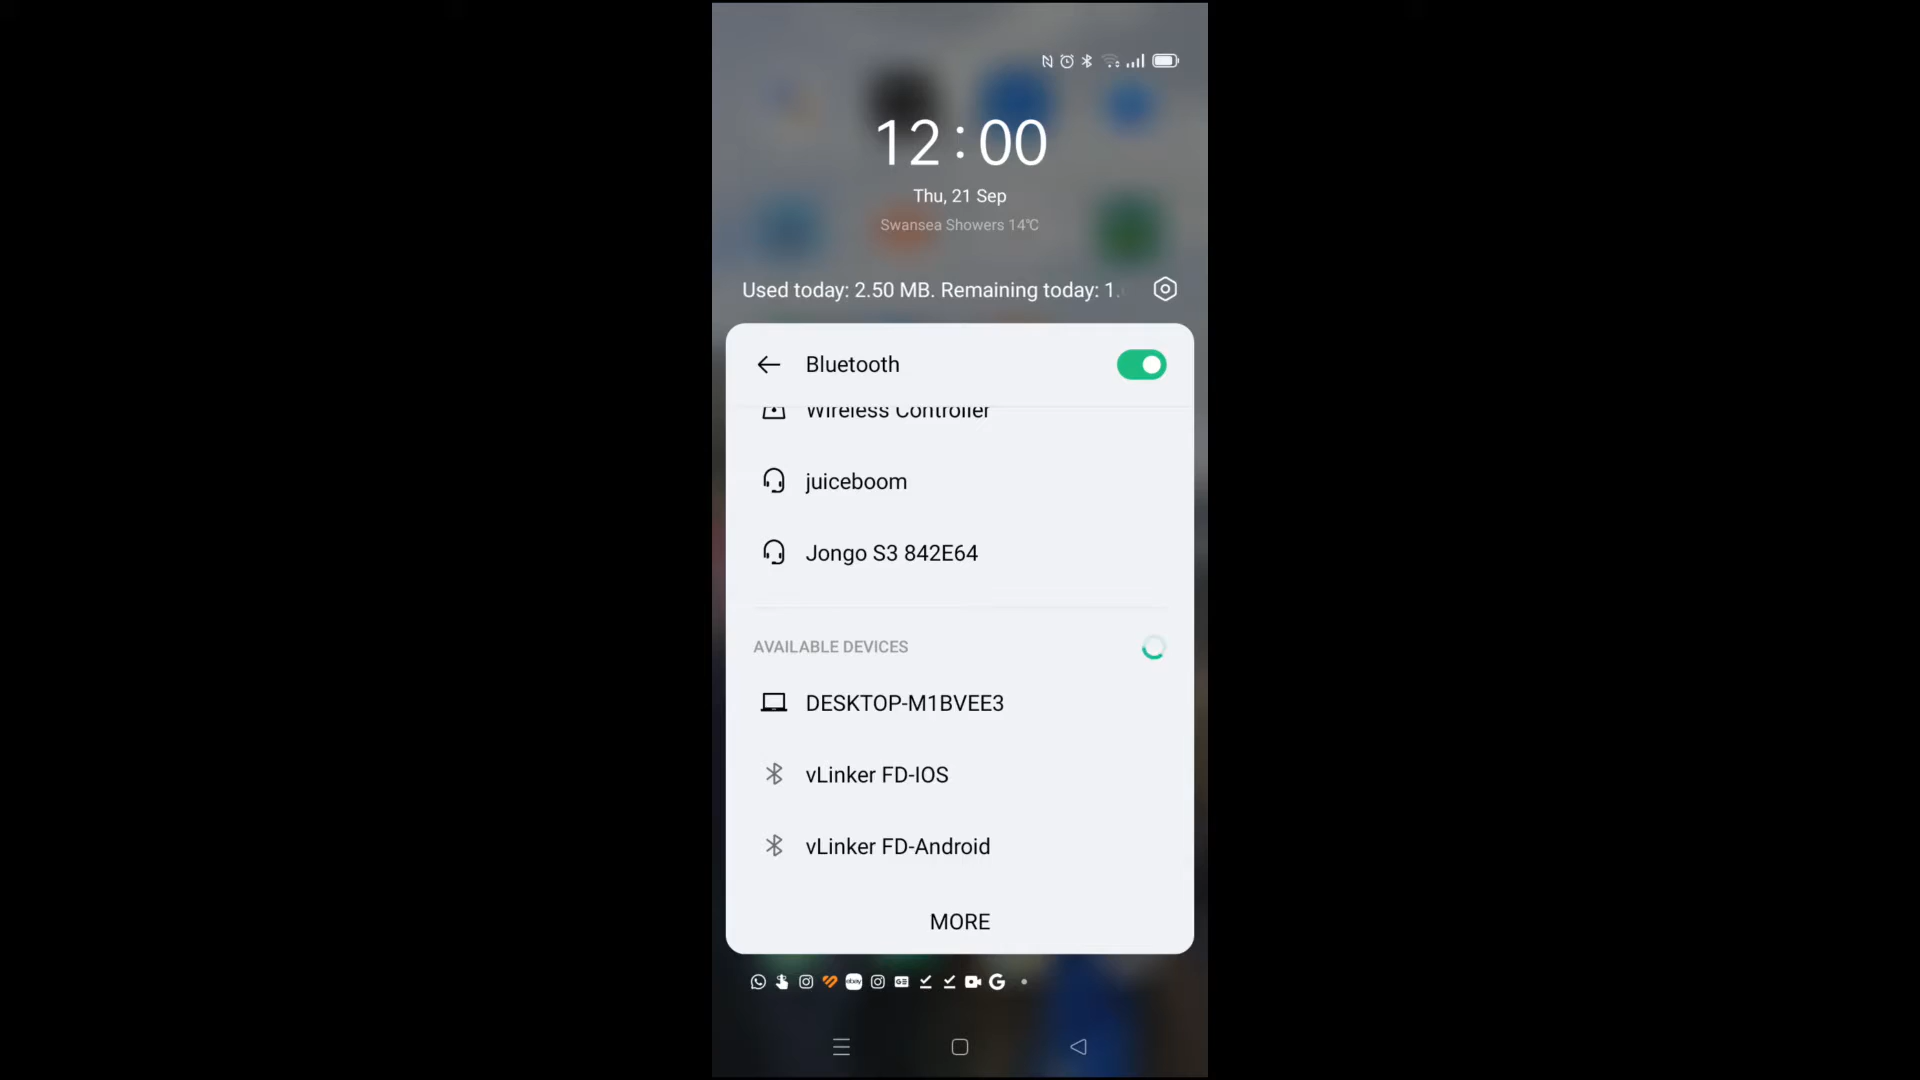 12:00
Thu, 21 Sep
Swansea Showers 14℃
Used today: 2.50 MB. Remaining today: 1.
Bluetooth
Wireless Controller
juiceboom
Jongo S3 842E64
AVAILABLE DEVICES
DESKTOP-M1BVEE3
vLinker FD-IOS
vLinker FD-Android
MORE
ebay